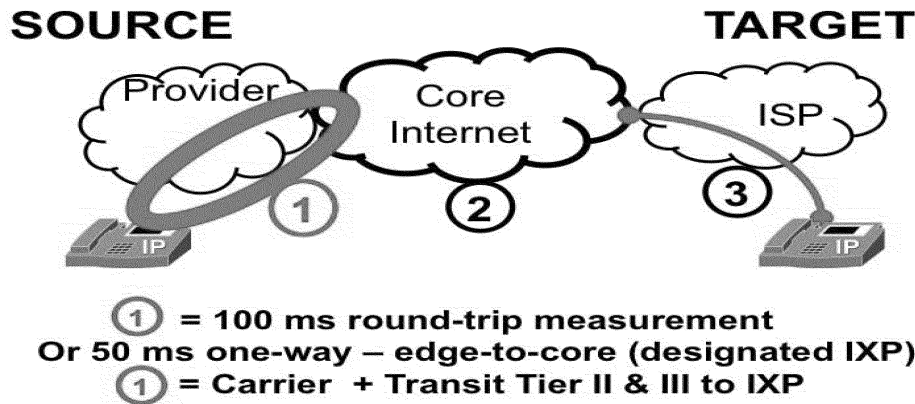 SOURCE TARGET
Provider Core Internet ISP
1 2 3
IP IP
1 = 100 ms round-trip measurement
Or 50 ms one-way – edge-to-core (designated IXP)
1 = Carrier + Transit Tier II & III to IXP